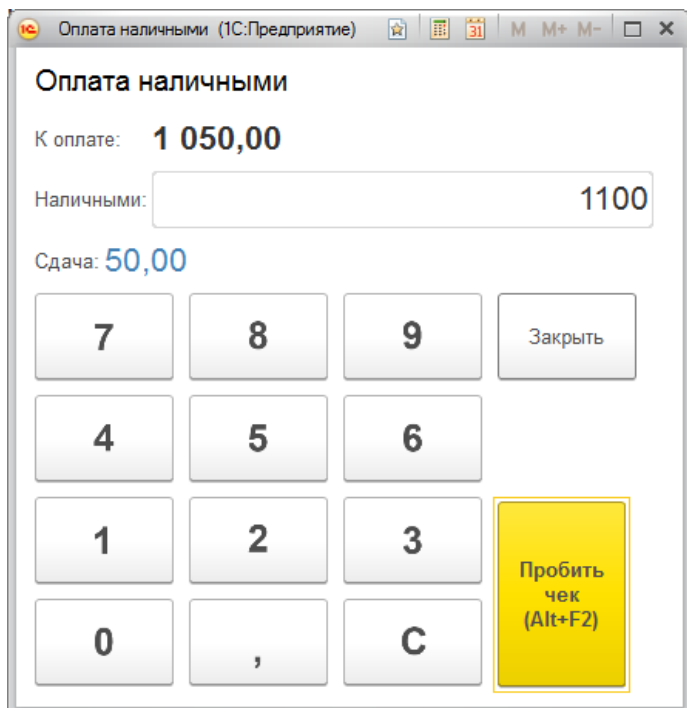 1С Оплата наличными (1С:Предприятие) 31 M M+ M-
Оплата наличными
К оплате: 1 050,00
Наличными: 1100
Сдача: 50,00
7 8 9 Закрыть
4 5 6
1 2 3
Пробить
чек
(Alt+F2)
0 , C